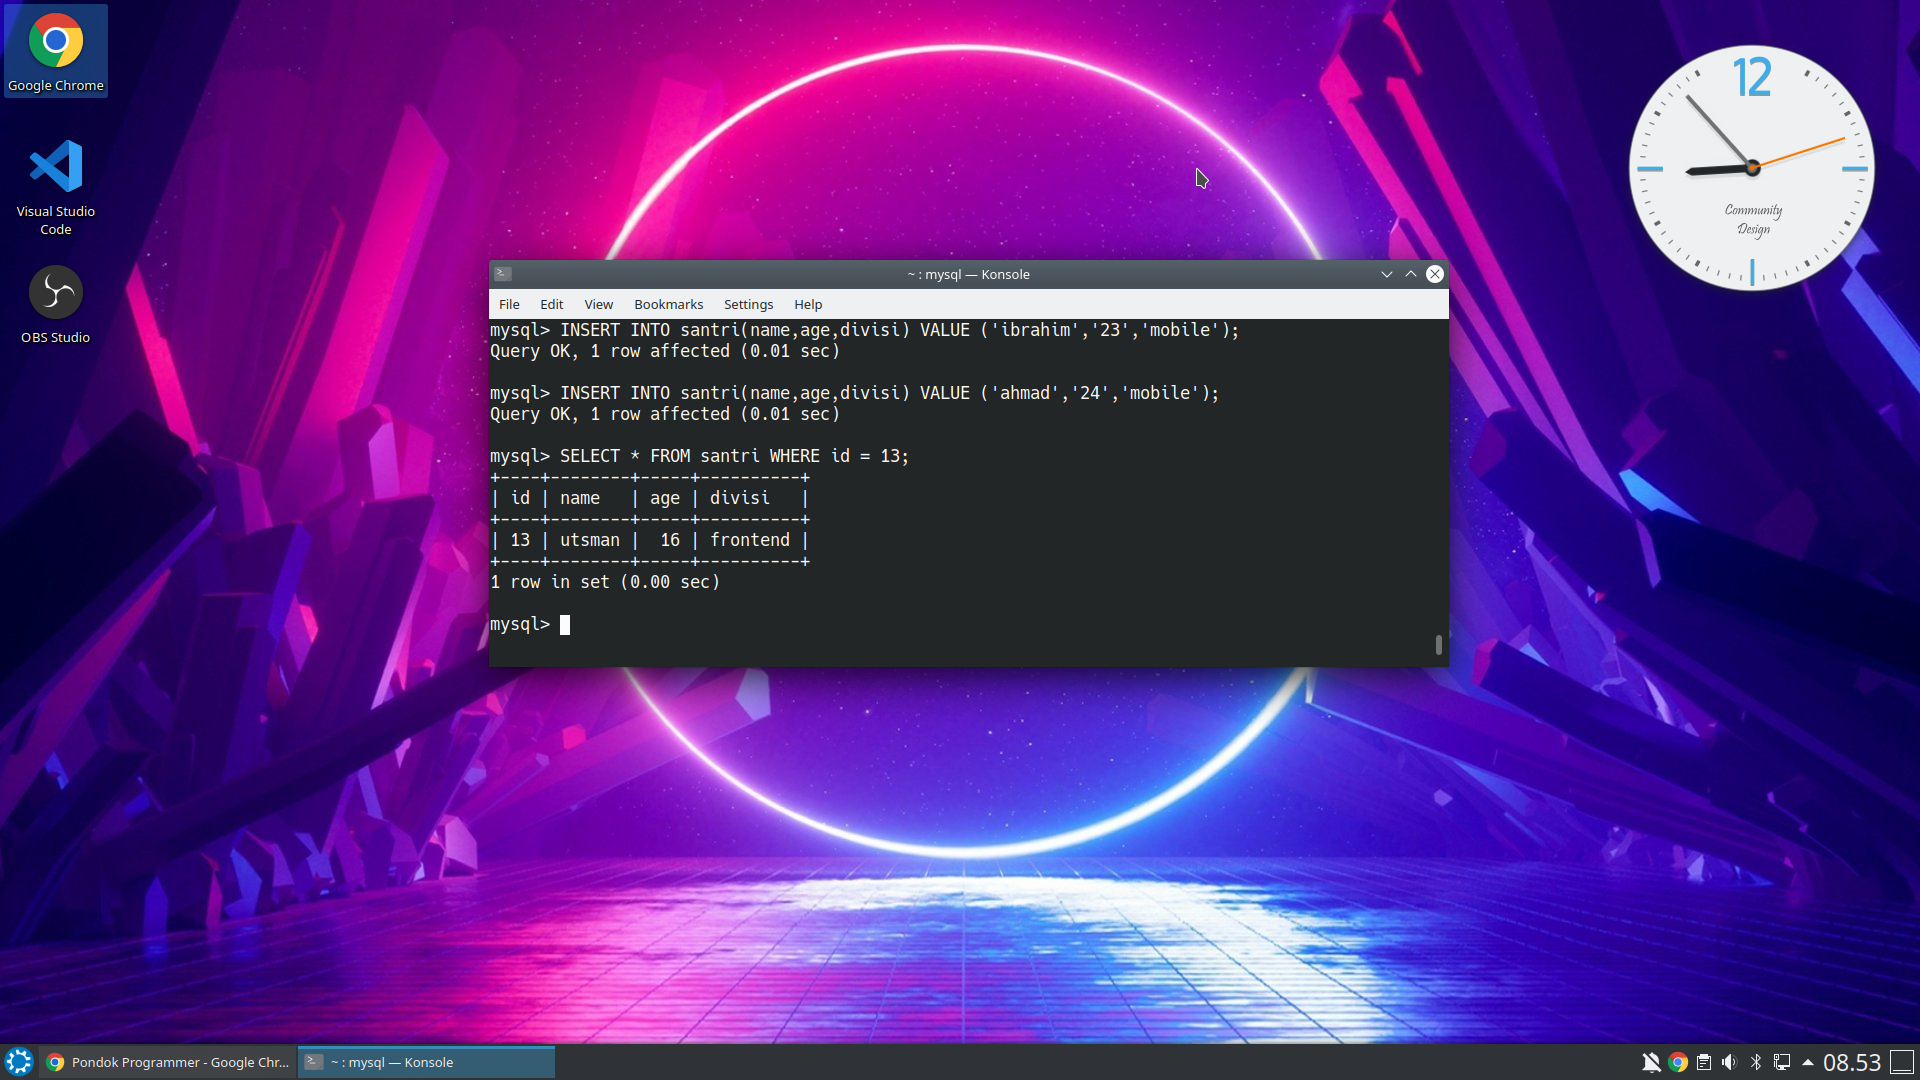 Google Chrome
Visual Studio
Code
OBS Studio
12
Community
Design
~ : mysql — Konsole
File Edit View Bookmarks Settings Help
mysql> INSERT INTO santri(name,age,divisi) VALUE ('ibrahim','23','mobile');
Query OK, 1 row affected (0.01 sec)
mysql> INSERT INTO santri(name,age,divisi) VALUE ('ahmad','24','mobile');
Query OK, 1 row affected (0.01 sec)
mysql> SELECT * FROM santri WHERE id = 13;
+----+--------+-----+----------+
| id | name   | age | divisi   |
+----+--------+-----+----------+
| 13 | utsman |  16 | frontend |
+----+--------+-----+----------+
1 row in set (0.00 sec)
mysql>
Pondok Programmer - Google Chr... ~ : mysql — Konsole 08.53